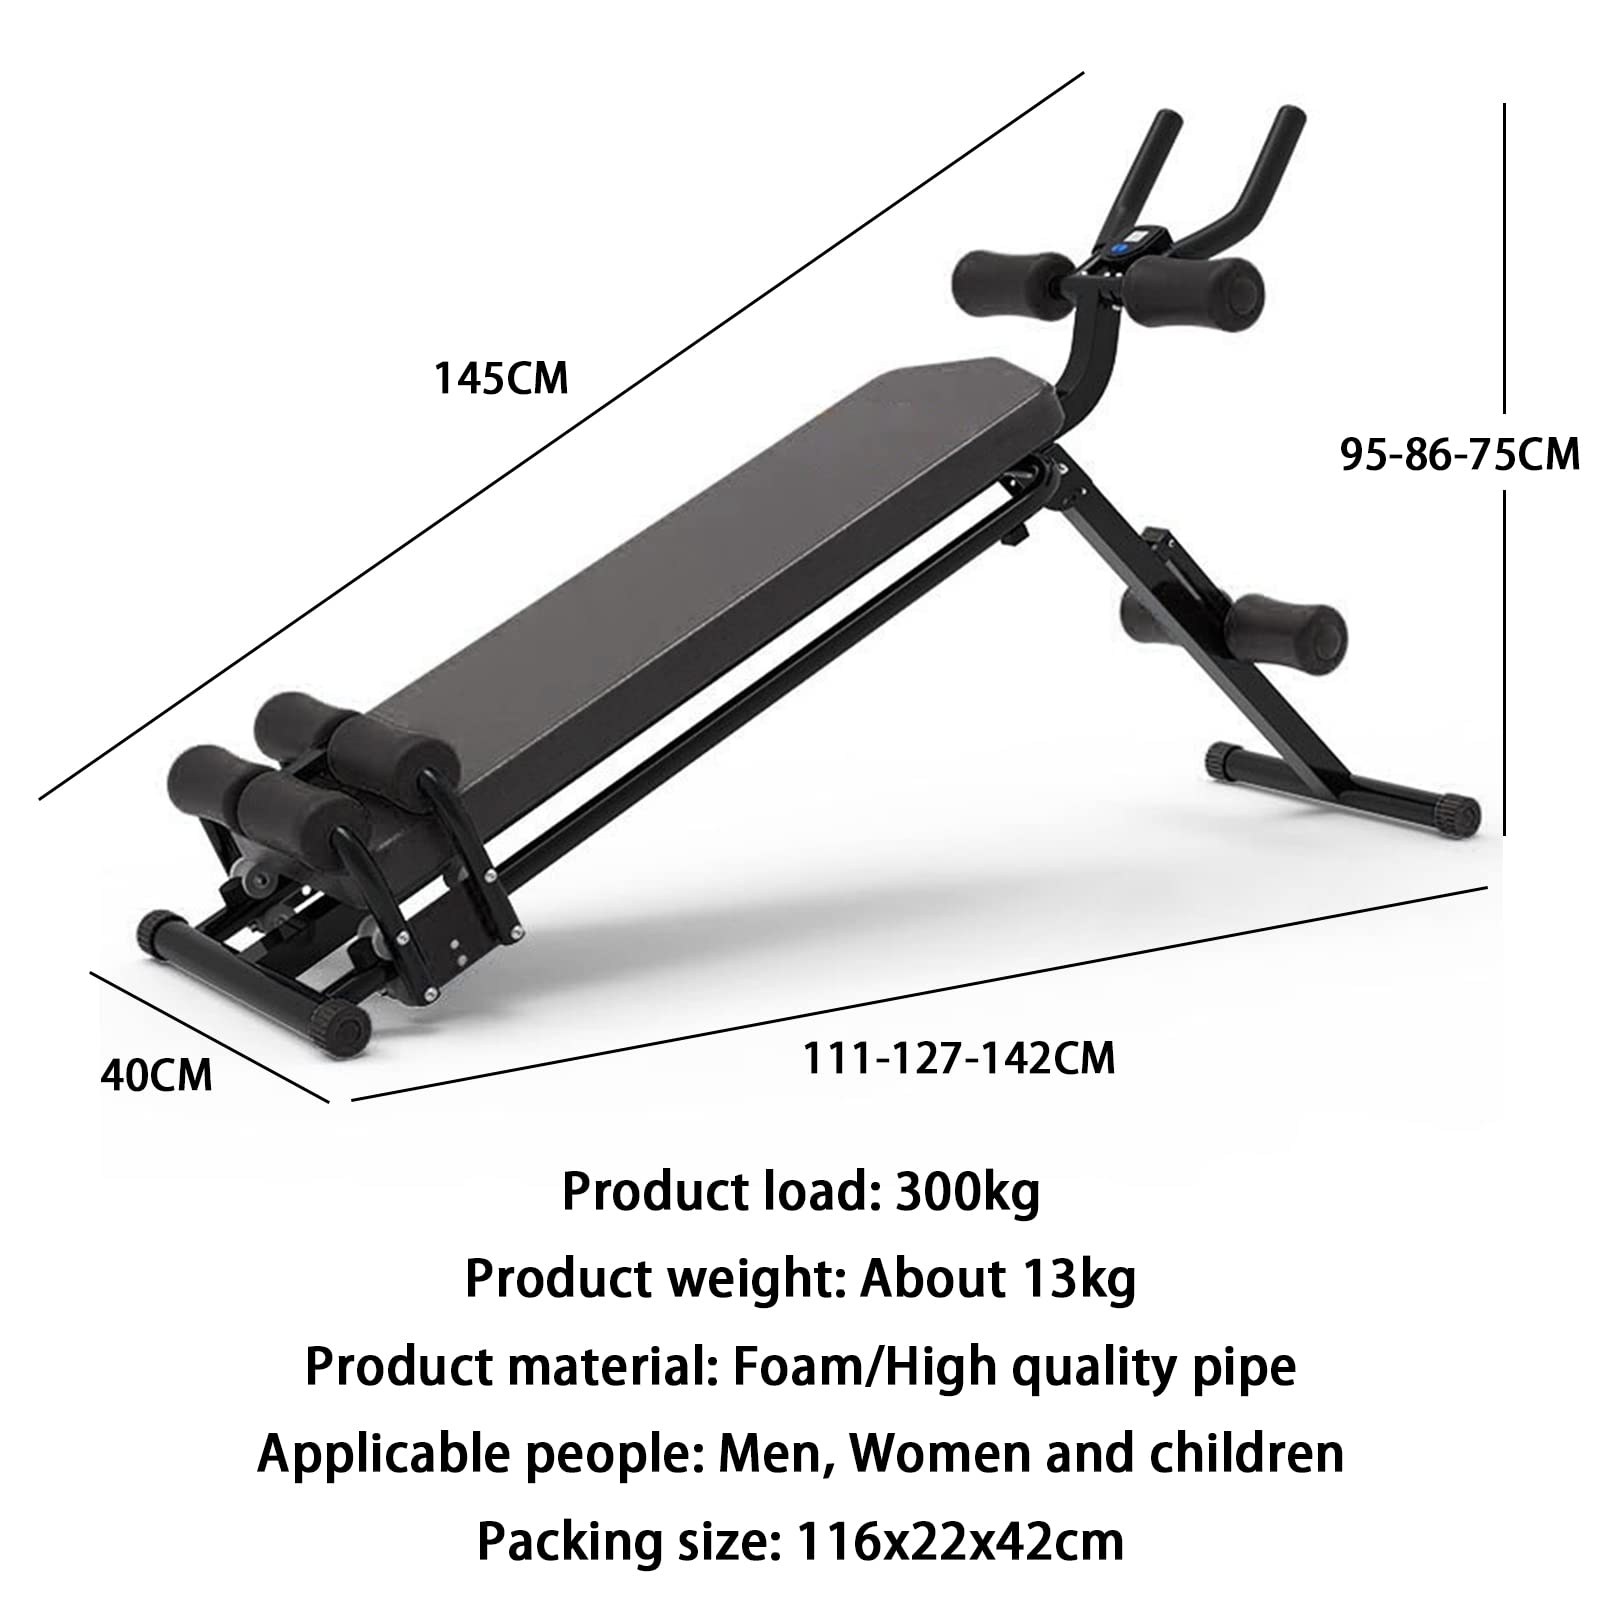 145CM
95-86-75CM
111-127-142CM
40CM
Product load: 300kg
Product weight: About 13kg
Product material: Foam/High quality pipe
Applicable people: Men, Women and children
Packing size: 116x22x42cm